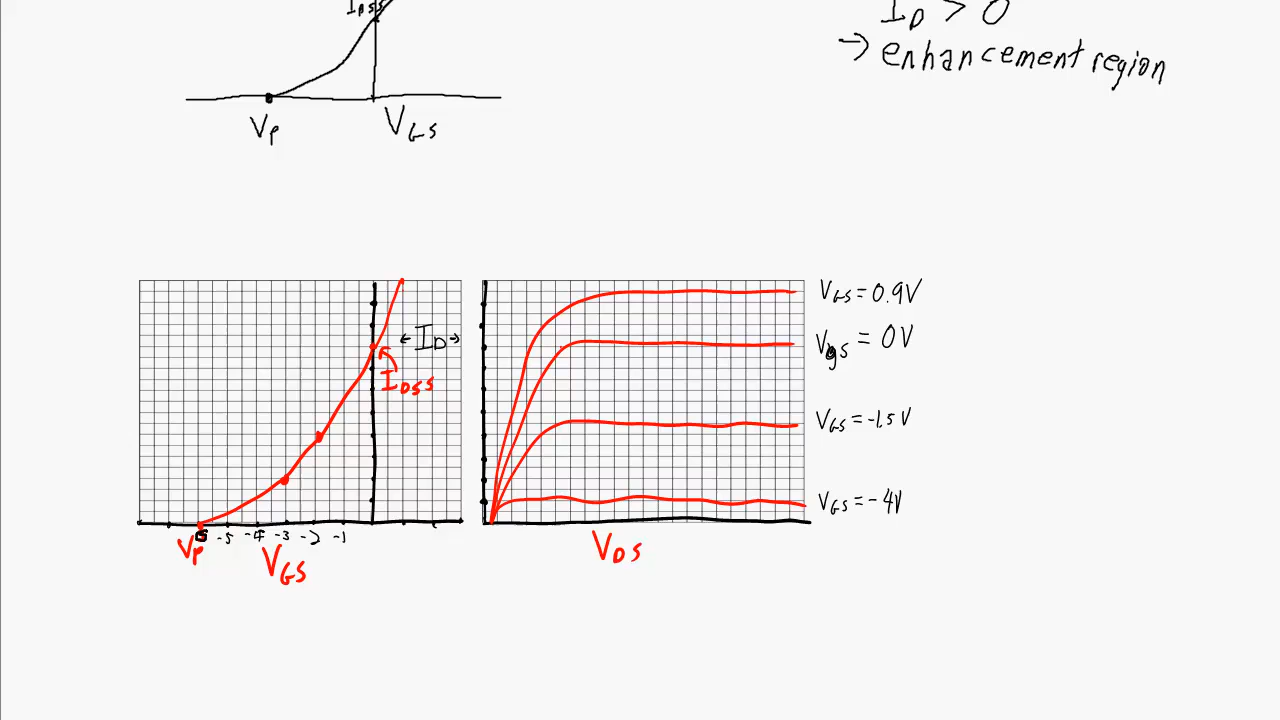 IDSS
ID > 0
→ enhancement region
VP
VGS
VGS = 0.9V
← ID →
Vgs = 0V
IDSS
VGS = -1.5V
VGS = -4V
VP
-5 -4 -3 -2 -1
VGS
VDS